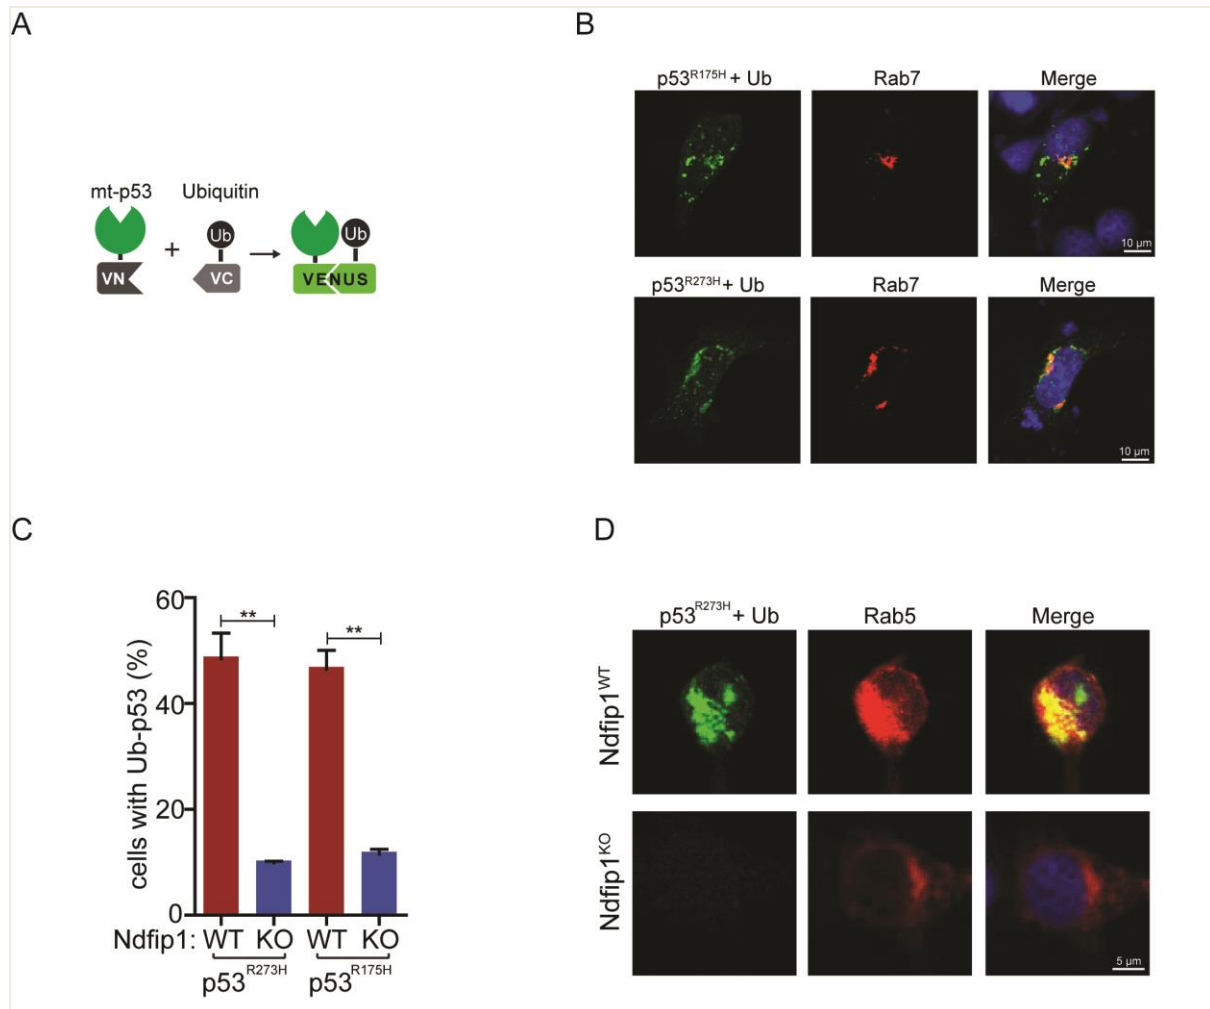 A
mt-p53 Ubiquitin
Ub Ub
+
VN VC VENUS
B
p53R175H + Ub Rab7 Merge
10 µm
p53R273H + Ub Rab7 Merge
10 µm
C
cells with Ub-p53 (%)
60
40
20
0
** **
Ndfip1: WT KO WT KO
p53R273H p53R175H
D
p53R273H + Ub Rab5 Merge
Ndfip1WT
Ndfip1KO
5 µm